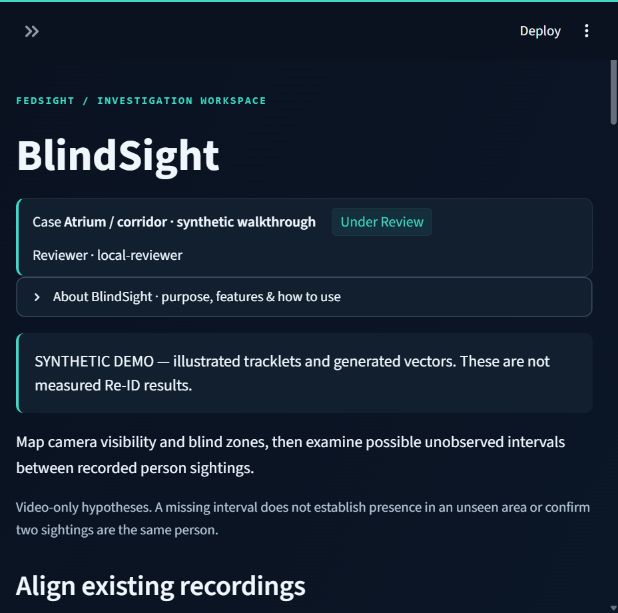 Deploy
FEDSIGHT / INVESTIGATION WORKSPACE
BlindSight
Case Atrium / corridor · synthetic walkthrough Under Review
Reviewer · local-reviewer
About BlindSight · purpose, features & how to use
SYNTHETIC DEMO — illustrated tracklets and generated vectors. These are not
measured Re-ID results.
Map camera visibility and blind zones, then examine possible unobserved intervals
between recorded person sightings.
Video-only hypotheses. A missing interval does not establish presence in an unseen area or confirm
two sightings are the same person.
Align existing recordings